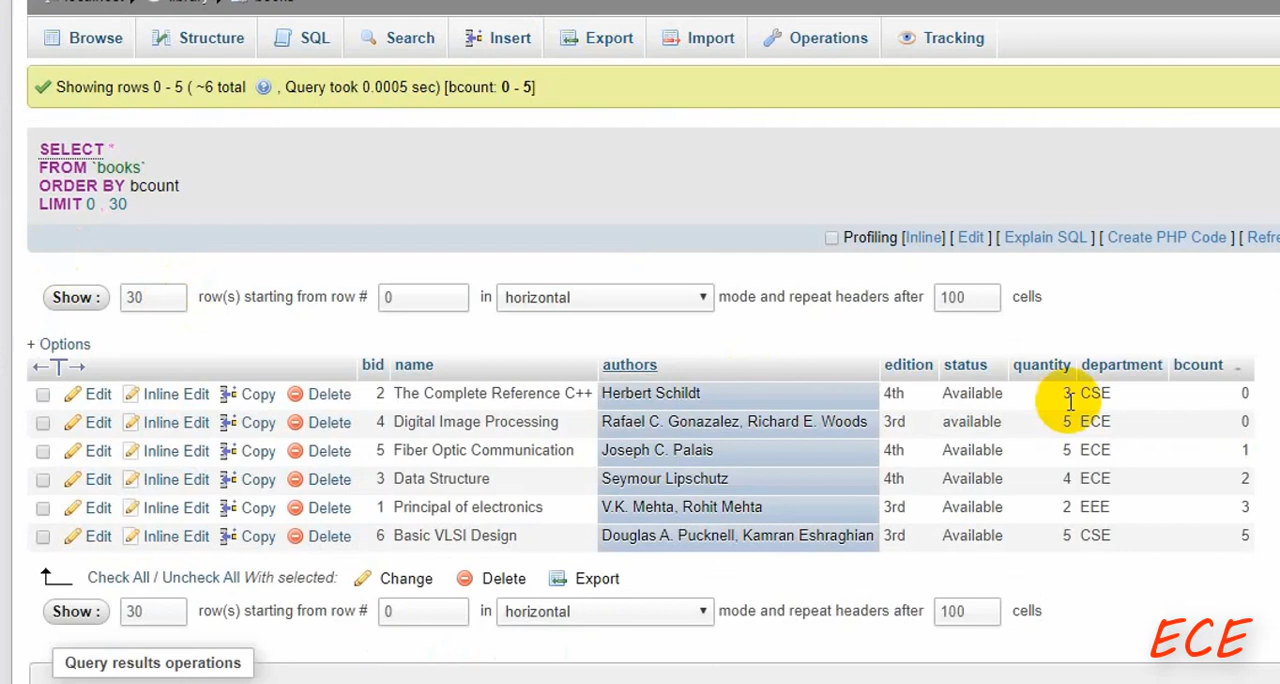 Browse Structure SQL Search Insert Export Import Operations Tracking
Showing rows 0 - 5 ( ~6 total , Query took 0.0005 sec) [bcount: 0 - 5]
SELECT *
FROM `books`
ORDER BY bcount
LIMIT 0 , 30
Profiling [Inline] [ Edit ] [ Explain SQL ] [ Create PHP Code ] [ Refre
Show : 30 row(s) starting from row # 0 in horizontal mode and repeat headers after 100 cells
+ Options
←T→ bid name authors edition status quantity department bcount
Edit Inline Edit Copy Delete The Complete Reference C++ Herbert Schildt 4th Available 3 CSE 0
Edit Inline Edit Copy Delete 4 Digital Image Processing Rafael C. Gonazalez, Richard E. Woods 3rd available 5 ECE 0
Edit Inline Edit Copy Delete 5 Fiber Optic Communication Joseph C. Palais 4th Available 5 ECE 1
Edit Inline Edit Copy Delete 3 Data Structure Seymour Lipschutz 4th Available 4 ECE 2
Edit Inline Edit Copy Delete 1 Principal of electronics V.K. Mehta, Rohit Mehta 3rd Available 2 EEE 3
Edit Inline Edit Copy Delete 6 Basic VLSI Design Douglas A. Pucknell, Kamran Eshraghian 3rd Available 5 CSE 5
Check All / Uncheck All With selected: Change Delete Export
Show : 30 row(s) starting from row # 0 in horizontal mode and repeat headers after 100 cells
ECE
Query results operations